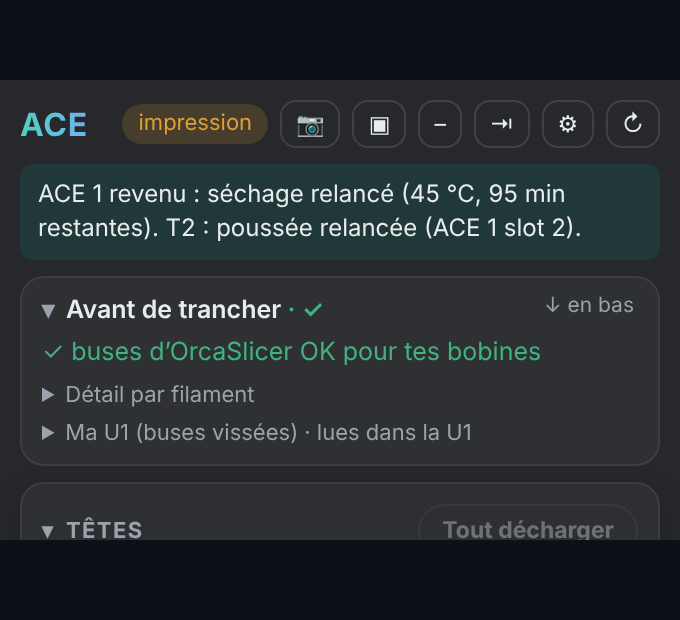 ACE impression
ACE 1 revenu : séchage relancé (45 °C, 95 min
restantes). T2 : poussée relancée (ACE 1 slot 2).
▼ Avant de trancher · ✓ ↓ en bas
✓ buses d’OrcaSlicer OK pour tes bobines
▶ Détail par filament
▶ Ma U1 (buses vissées) · lues dans la U1
▼ TÊTES Tout décharger